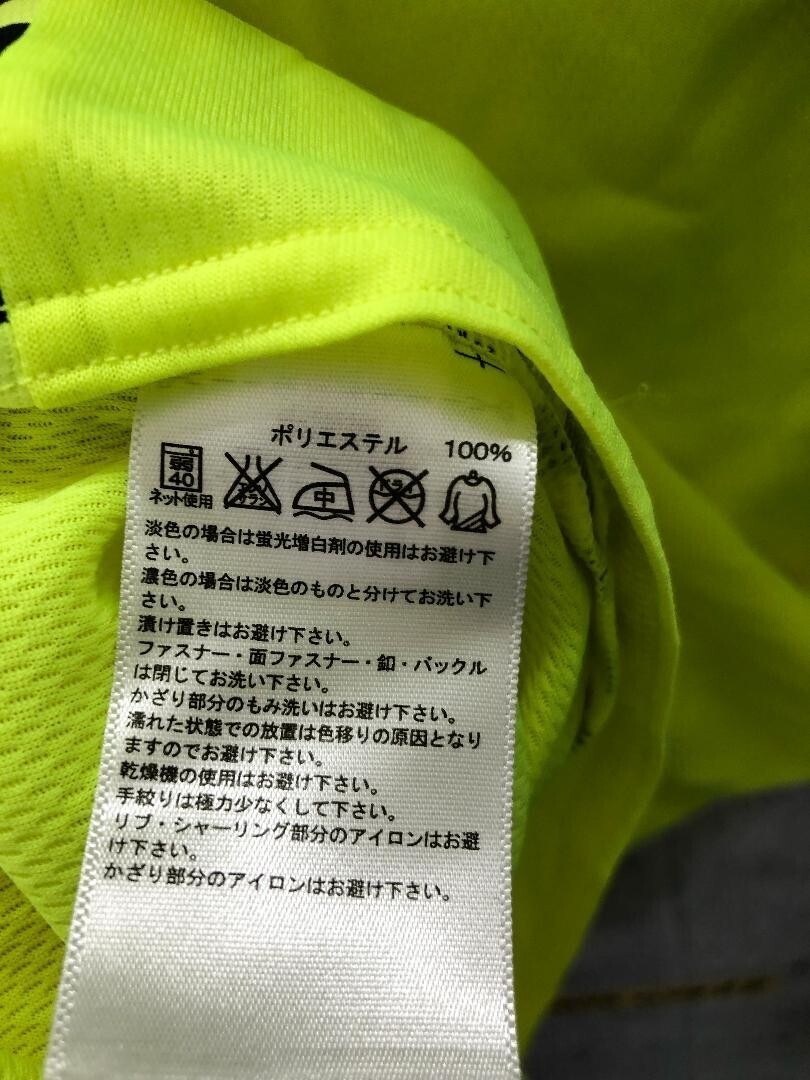 ポリエステル 100%
弱 40 エンソ サラシ 中 ドライ
ネット使用
淡色の場合は蛍光増白剤の使用はお避け下
さい。
濃色の場合は淡色のものと分けてお洗い下
さい。
漬け置きはお避け下さい。
ファスナー・面ファスナー・釦・バックル
は閉じてお洗い下さい。
かざり部分のもみ洗いはお避け下さい。
濡れた状態での放置は色移りの原因となり
ますのでお避け下さい。
乾燥機の使用はお避け下さい。
手絞りは極力少なくして下さい。
リブ・シャーリング部分のアイロンはお避
け下さい。
かざり部分のアイロンはお避け下さい。